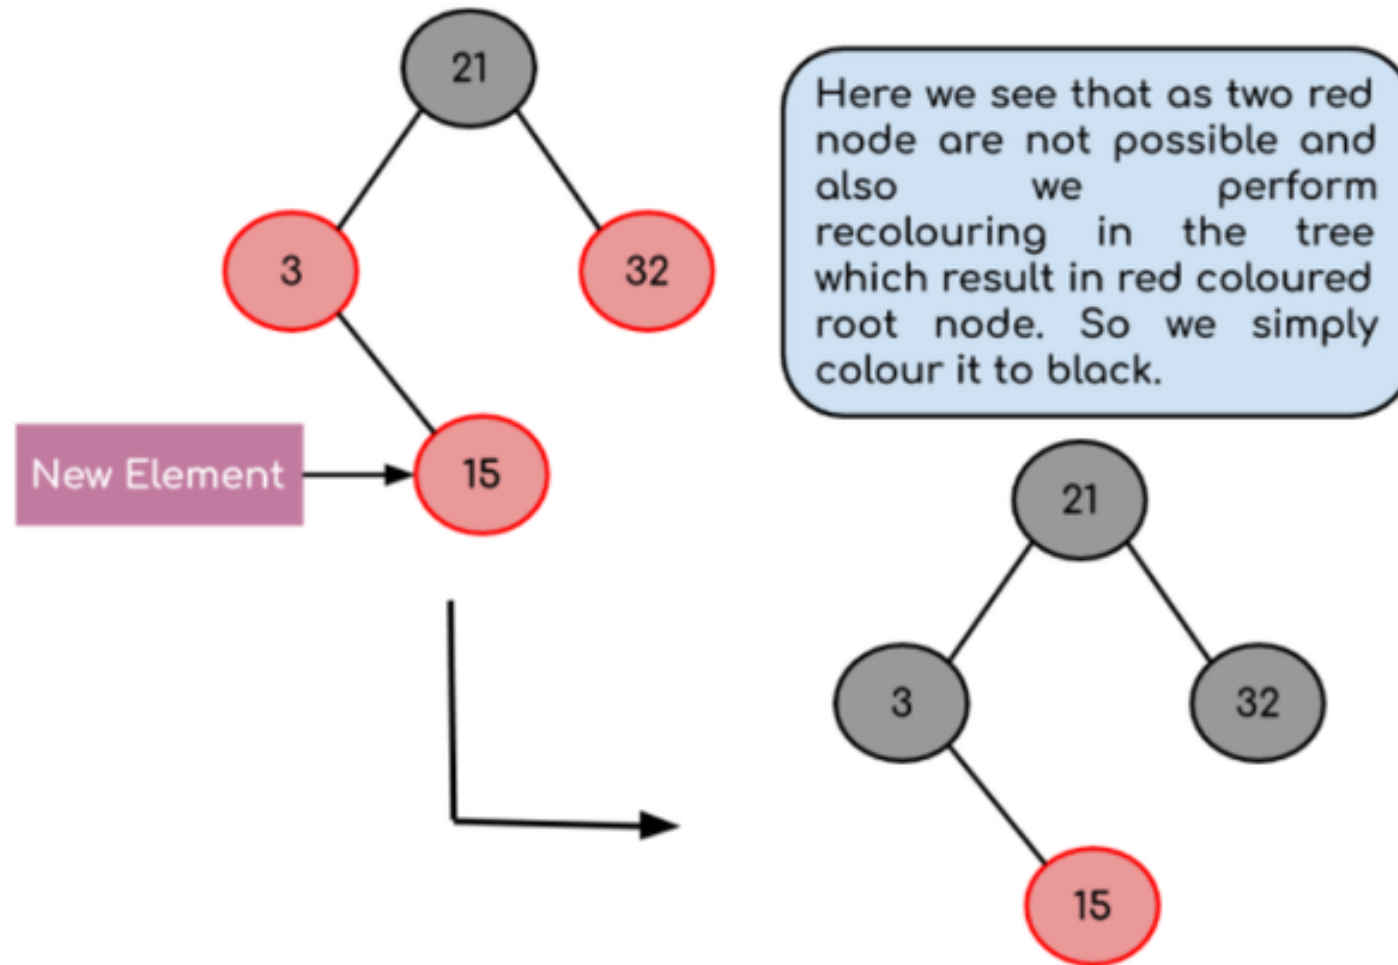 21
3
32
New Element
15
Here we see that as two red
node are not possible and
also we perform
recolouring in the tree
which result in red coloured
root node. So we simply
colour it to black.
21
3
32
15